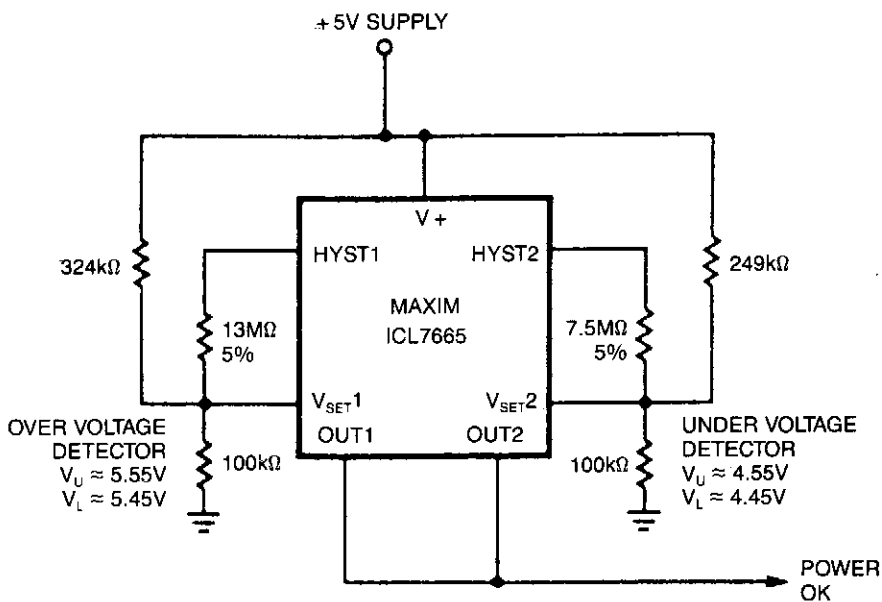 +5V SUPPLY
V+
HYST1
HYST2
324kΩ
249kΩ
MAXIM
ICL7665
13MΩ
5%
7.5MΩ
5%
VSET1
VSET2
OVER VOLTAGE
DETECTOR
VU ≈ 5.55V
VL ≈ 5.45V
OUT1
OUT2
100kΩ
100kΩ
UNDER VOLTAGE
DETECTOR
VU ≈ 4.55V
VL ≈ 4.45V
POWER
OK